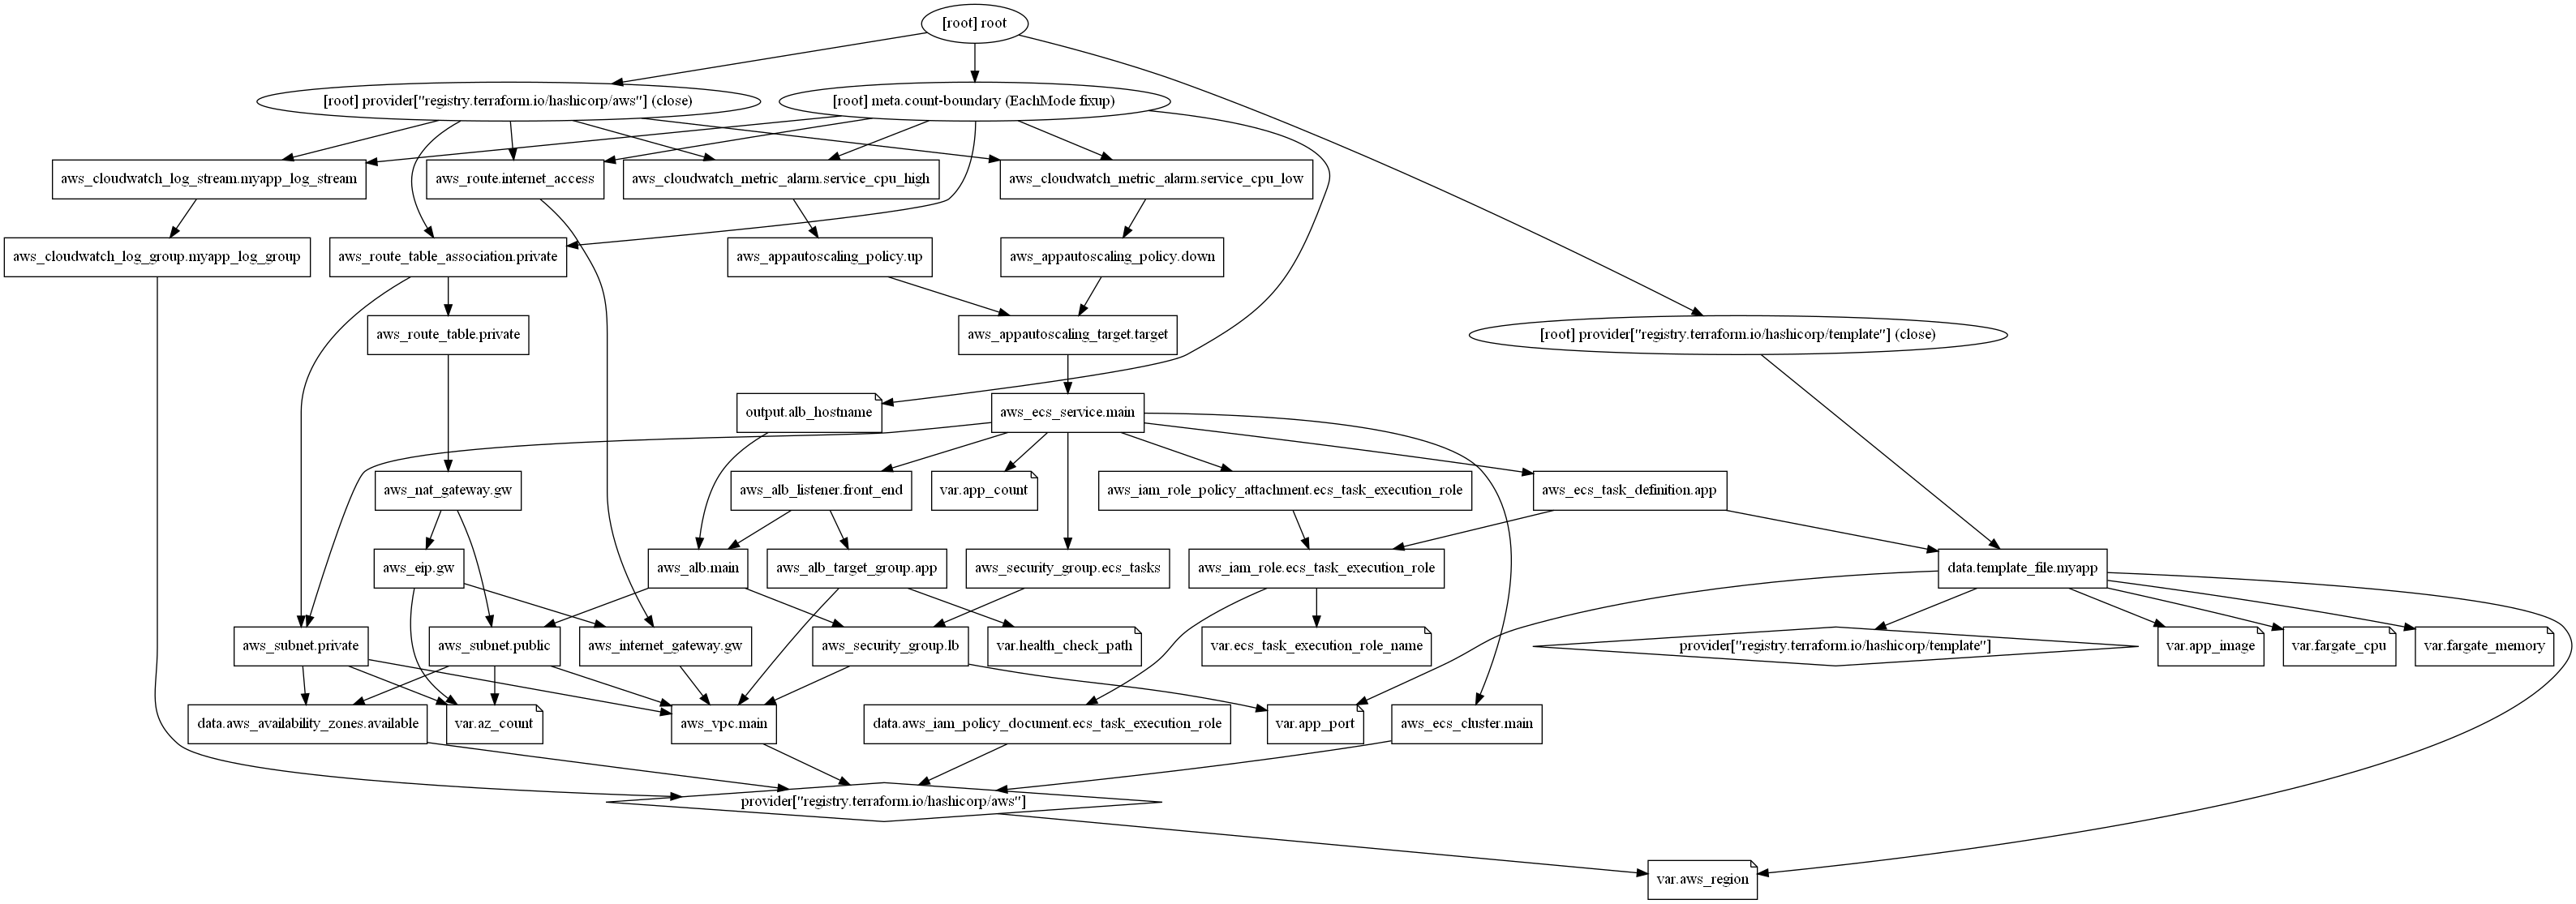 [root] root
[root] provider["registry.terraform.io/hashicorp/aws"] (close)
[root] meta.count-boundary (EachMode fixup)
aws_cloudwatch_log_stream.myapp_log_stream
aws_route.internet_access
aws_cloudwatch_metric_alarm.service_cpu_high
aws_cloudwatch_metric_alarm.service_cpu_low
aws_cloudwatch_log_group.myapp_log_group
aws_route_table_association.private
aws_appautoscaling_policy.up
aws_appautoscaling_policy.down
aws_route_table.private
aws_appautoscaling_target.target
[root] provider["registry.terraform.io/hashicorp/template"] (close)
output.alb_hostname
aws_ecs_service.main
aws_nat_gateway.gw
aws_alb_listener.front_end
var.app_count
aws_iam_role_policy_attachment.ecs_task_execution_role
aws_ecs_task_definition.app
aws_eip.gw
aws_alb.main
aws_alb_target_group.app
aws_security_group.ecs_tasks
aws_iam_role.ecs_task_execution_role
data.template_file.myapp
aws_subnet.private
aws_subnet.public
aws_internet_gateway.gw
aws_security_group.lb
var.health_check_path
var.ecs_task_execution_role_name
provider["registry.terraform.io/hashicorp/template"]
var.app_image
var.fargate_cpu
var.fargate_memory
data.aws_availability_zones.available
var.az_count
aws_vpc.main
data.aws_iam_policy_document.ecs_task_execution_role
var.app_port
aws_ecs_cluster.main
provider["registry.terraform.io/hashicorp/aws"]
var.aws_region